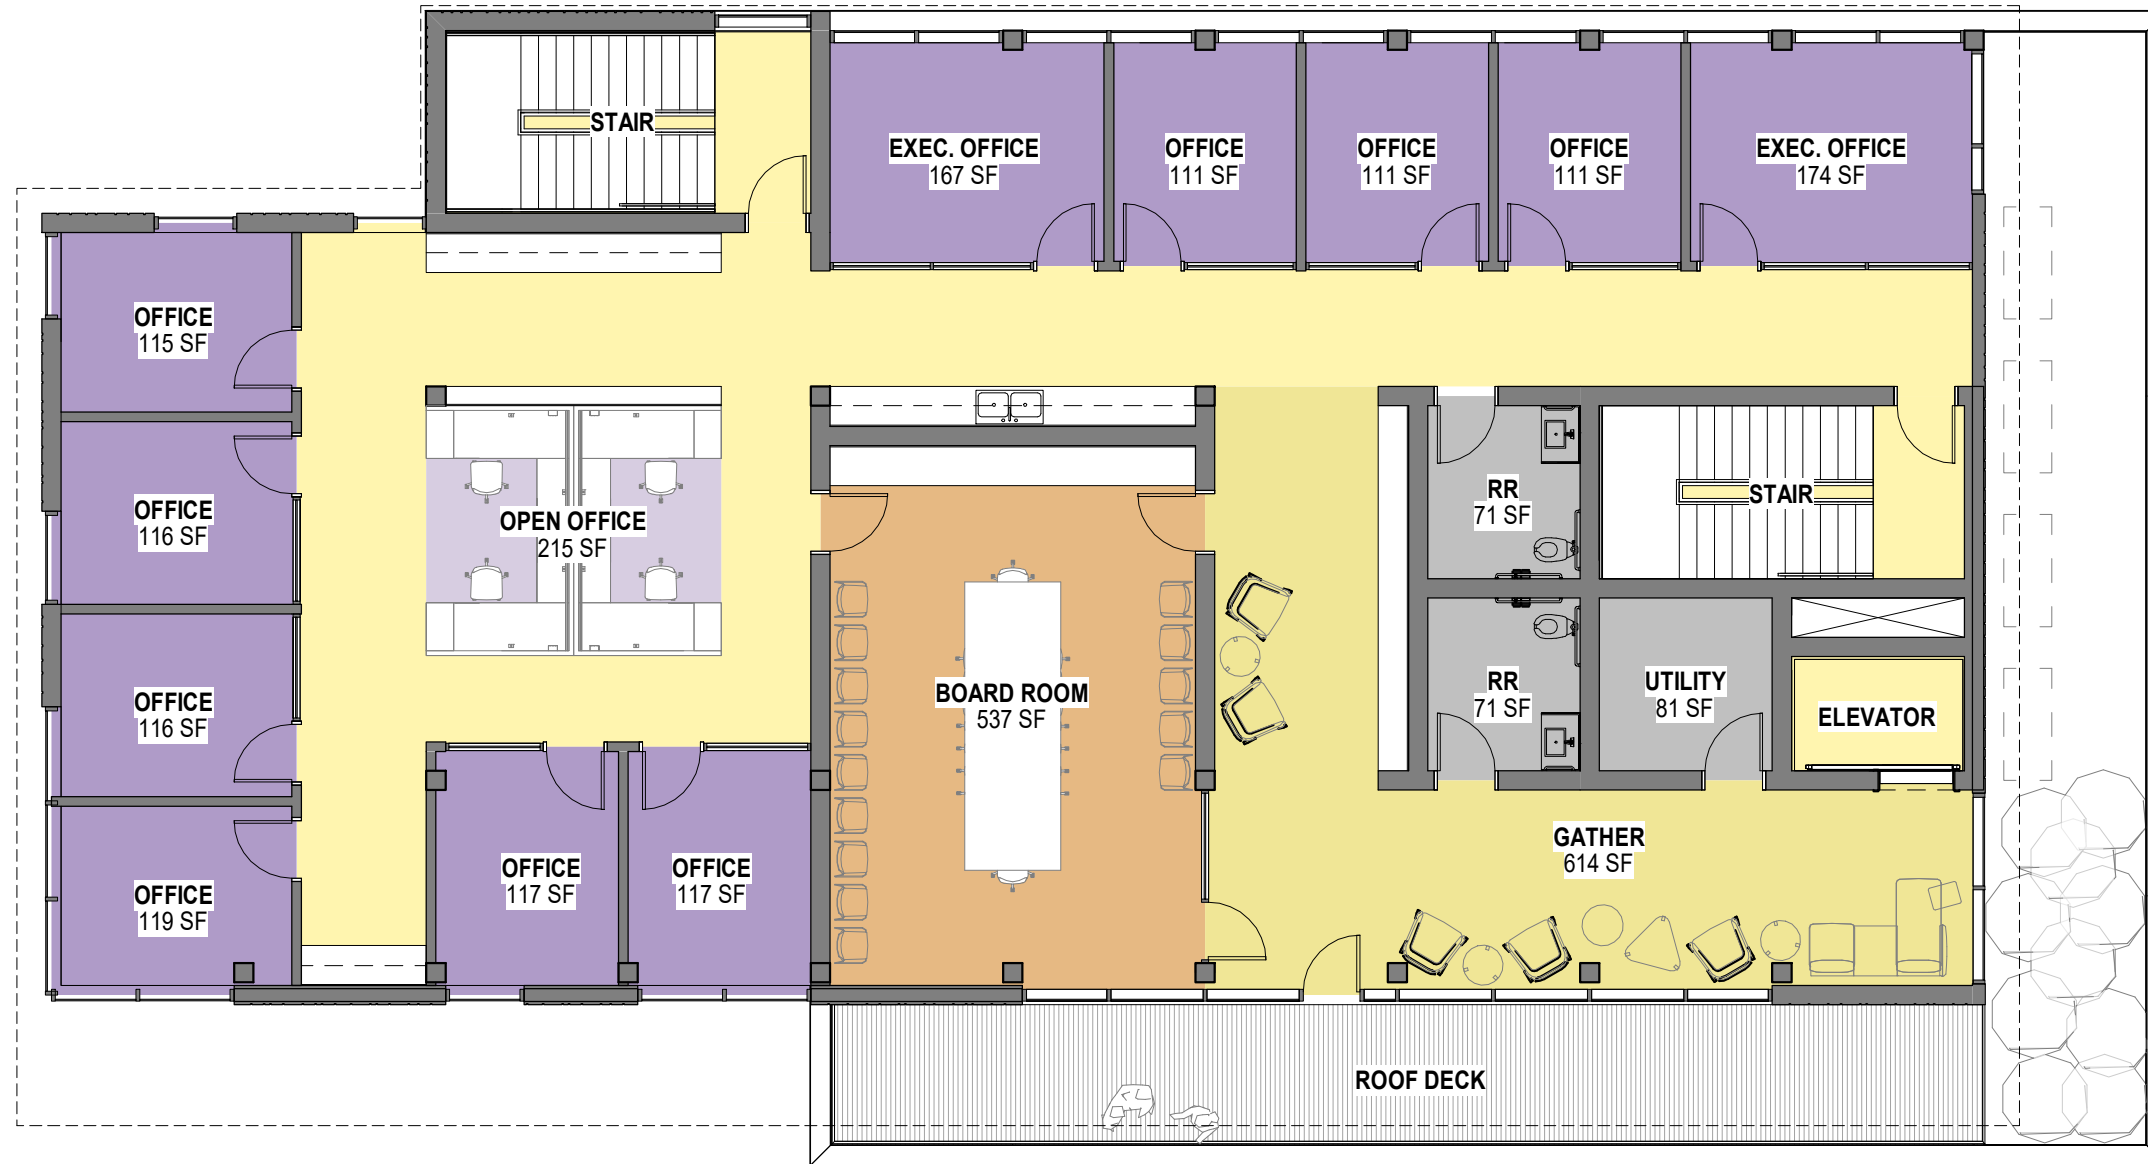 STAIR
EXEC. OFFICE
167 SF
OFFICE
111 SF
OFFICE
111 SF
OFFICE
111 SF
EXEC. OFFICE
174 SF
OFFICE
115 SF
OFFICE
116 SF
OPEN OFFICE
215 SF
RR
71 SF
STAIR
OFFICE
116 SF
BOARD ROOM
537 SF
RR
71 SF
UTILITY
81 SF
ELEVATOR
OFFICE
119 SF
OFFICE
117 SF
OFFICE
117 SF
GATHER
614 SF
ROOF DECK